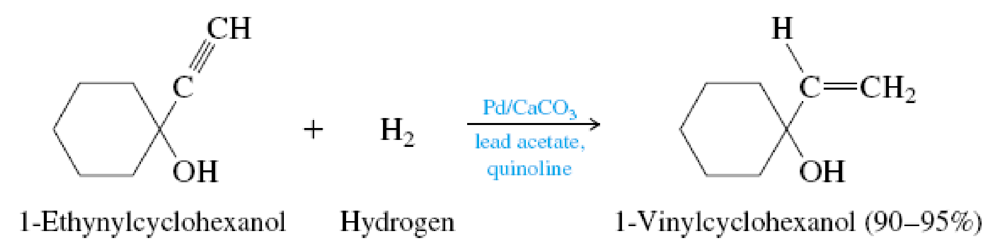 CH
C
OH
+ H₂
Pd/CaCO₃
lead acetate,
quinoline
H
C=CH₂
OH
1-Ethynylcyclohexanol Hydrogen 1-Vinylcyclohexanol (90–95%)